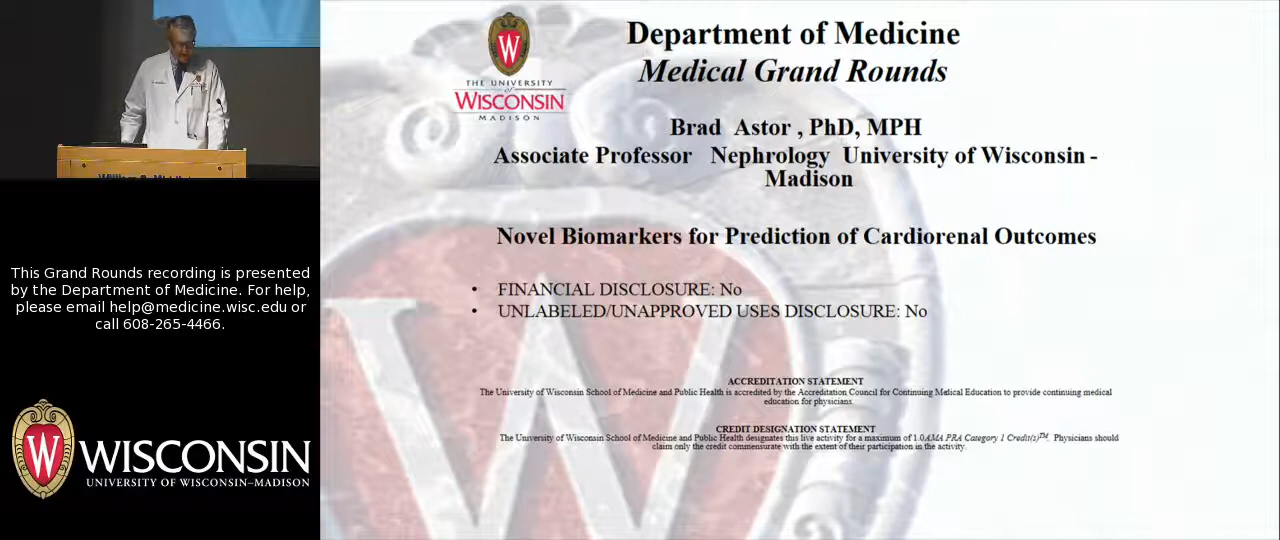 Department of Medicine
Medical Grand Rounds
THE UNIVERSITY
of
WISCONSIN
MADISON
Brad Astor , PhD, MPH
Associate Professor Nephrology University of Wisconsin -
Madison
Novel Biomarkers for Prediction of Cardiorenal Outcomes
• FINANCIAL DISCLOSURE: No
• UNLABELED/UNAPPROVED USES DISCLOSURE: No
ACCREDITATION STATEMENT
The University of Wisconsin School of Medicine and Public Health is accredited by the Accreditation Council for Continuing Medical Education to provide continuing medical
education for physicians.
CREDIT DESIGNATION STATEMENT
The University of Wisconsin School of Medicine and Public Health designates this live activity for a maximum of 1.0 AMA PRA Category 1 Credit(s)TM. Physicians should
claim only the credit commensurate with the extent of their participation in the activity.
This Grand Rounds recording is presented
by the Department of Medicine. For help,
please email help@medicine.wisc.edu or
call 608-265-4466.
WISCONSIN
UNIVERSITY OF WISCONSIN–MADISON